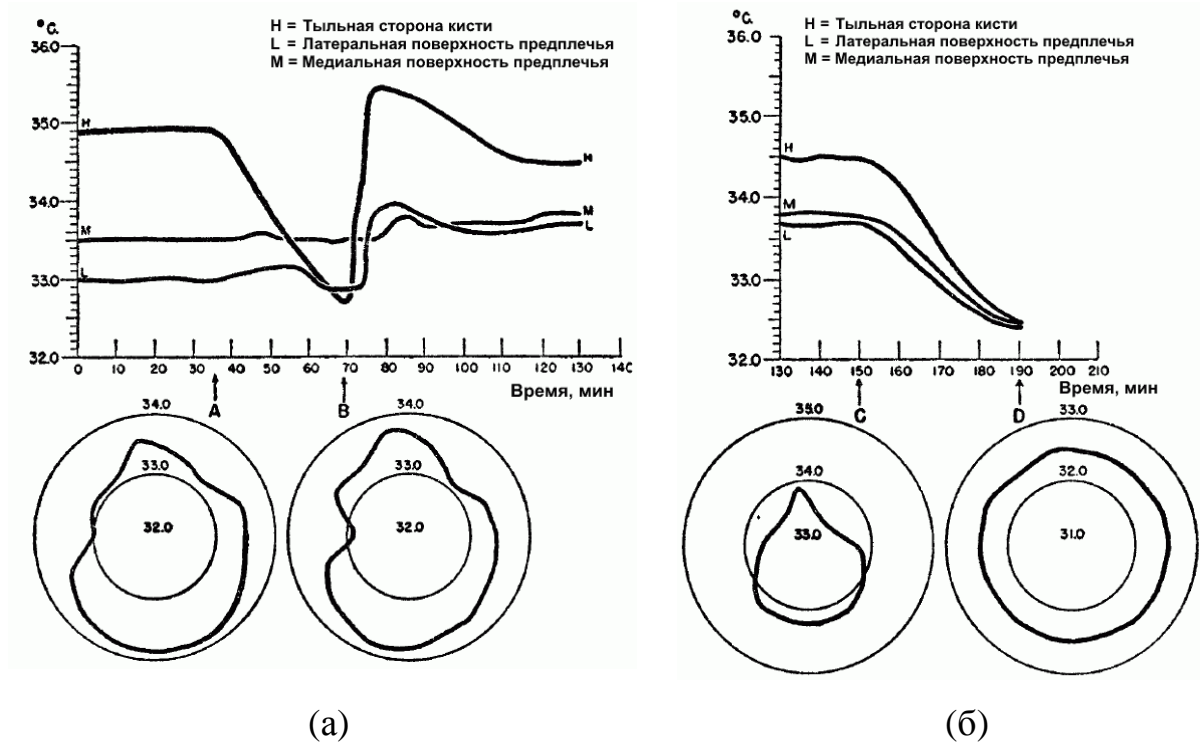 °C.
H = Тыльная сторона кисти
L = Латеральная поверхность предплечья
M = Медиальная поверхность предплечья
36.0
35.0
34.0
33.0
32.0
H
M
L
H
M
L
0 10 20 30 40 50 60 70 80 90 100 110 120 130 140
Время, мин
A
B
34.0
33.0
32.0
34.0
33.0
32.0
(а)
°C.
H = Тыльная сторона кисти
L = Латеральная поверхность предплечья
M = Медиальная поверхность предплечья
36.0
35.0
34.0
33.0
32.0
H
M
L
130 140 150 160 170 180 190 200 210
Время, мин
C
D
35.0
34.0
33.0
33.0
32.0
31.0
(б)